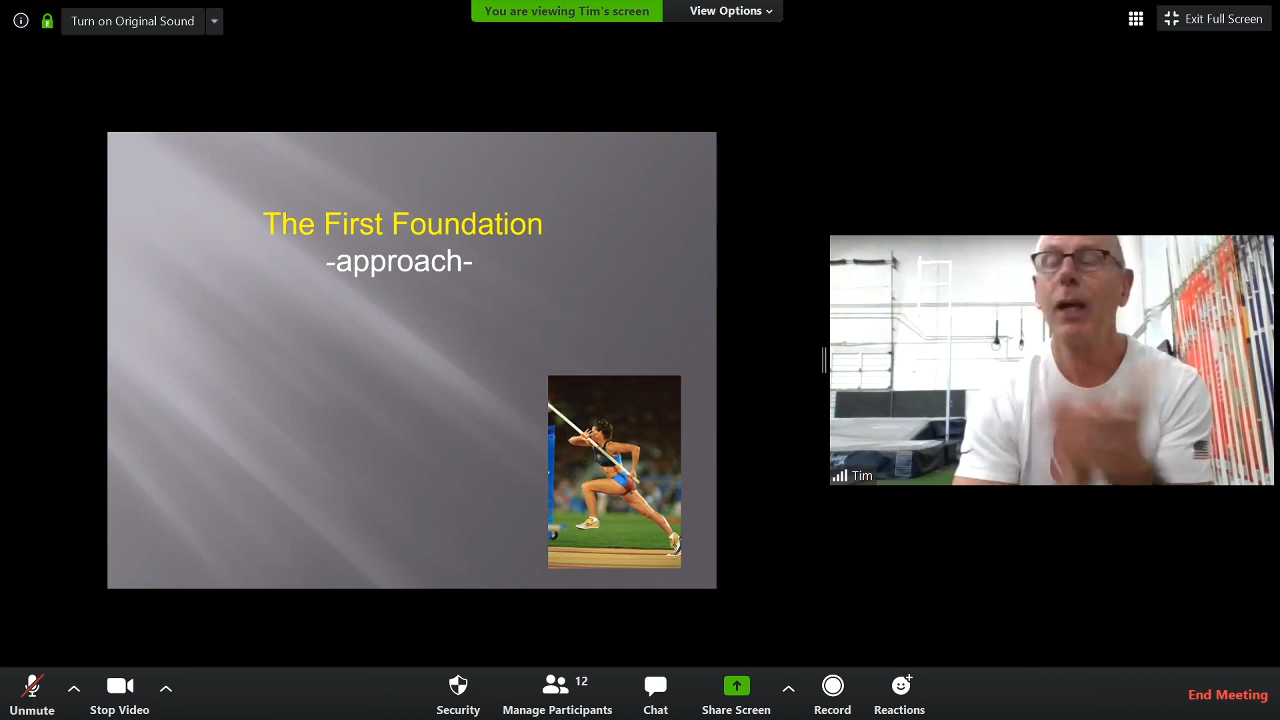 Turn on Original Sound
You are viewing Tim's screen
View Options
Exit Full Screen
The First Foundation
-approach-
Tim
Unmute
Stop Video
Security
12
Manage Participants
Chat
Share Screen
Record
Reactions
End Meeting